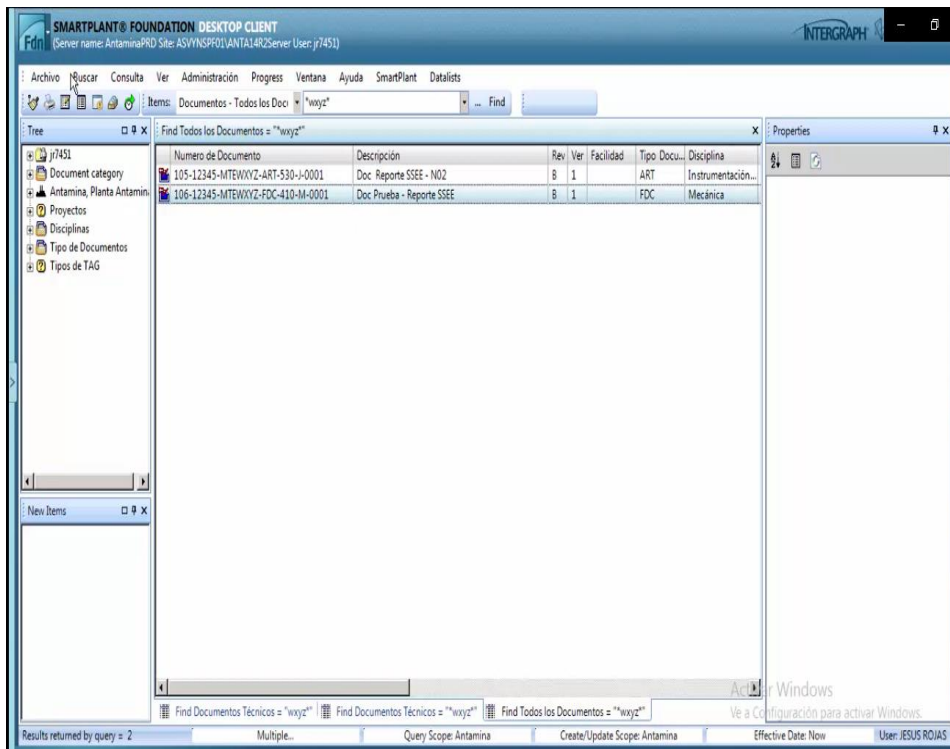 SMARTPLANT® FOUNDATION DESKTOP CLIENT
Fdn (Server name: AntaminaPRD Site: ASVYNSPF01\ANTA14R2Server User: jr7451)
INTERGRAPH
Archivo Buscar Consulta Ver Administración Progress Ventana Ayuda SmartPlant Datalists
Items: Documentos - Todos los Doci "*wxyz*" ... Find
Tree
jr7451
Document category
Antamina, Planta Antamin
Proyectos
Disciplinas
Tipo de Documentos
Tipos de TAG
Find Todos los Documentos = "*wxyz*" X
Numero de Documento Descripción Rev Ver Facilidad Tipo Docu... Disciplina
105-12345-MTEWXYZ-ART-530-J-0001 Doc Reporte SSEE - N02 B 1 ART Instrumentación...
106-12345-MTEWXYZ-FDC-410-M-0001 Doc Prueba - Reporte SSEE B 1 FDC Mecánica
Properties
New Items
Find Documentos Técnicos = "wxyz*" Find Documentos Técnicos = "*wxyz*" Find Todos los Documentos = "*wxyz*"
Windows
Ve a Configuración para activar Windows.
Results returned by query = 2 Multiple... Query Scope: Antamina Create/Update Scope: Antamina Effective Date: Now User: JESUS ROJAS